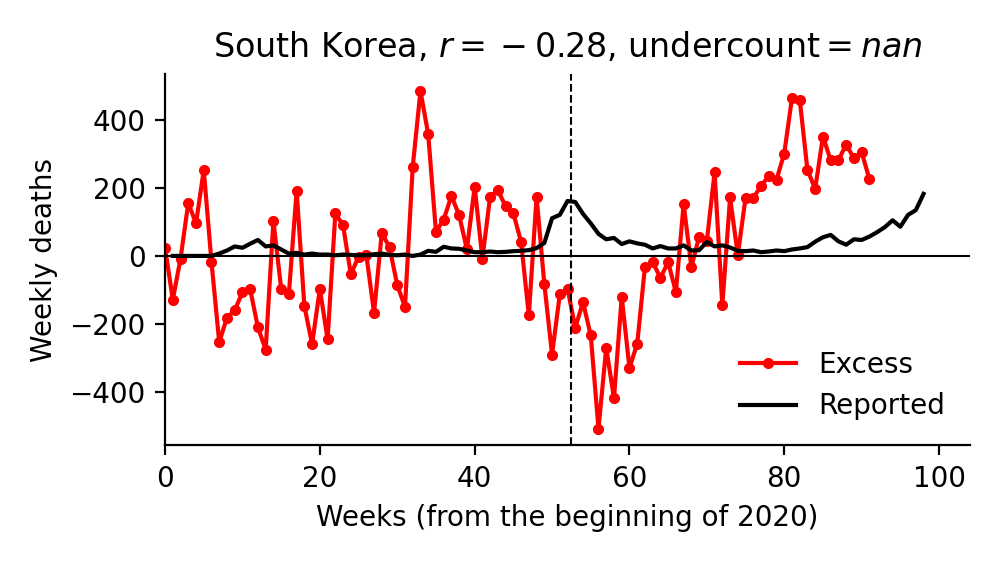 South Korea, r = −0.28, undercount = nan
Weekly deaths
400
200
0
−200
−400
0 20 40 60 80 100
Weeks (from the beginning of 2020)
Excess
Reported